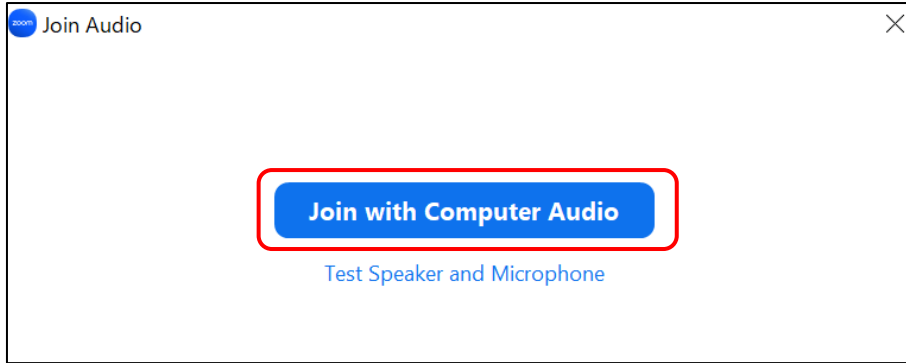 zoom Join Audio
Join with Computer Audio
Test Speaker and Microphone